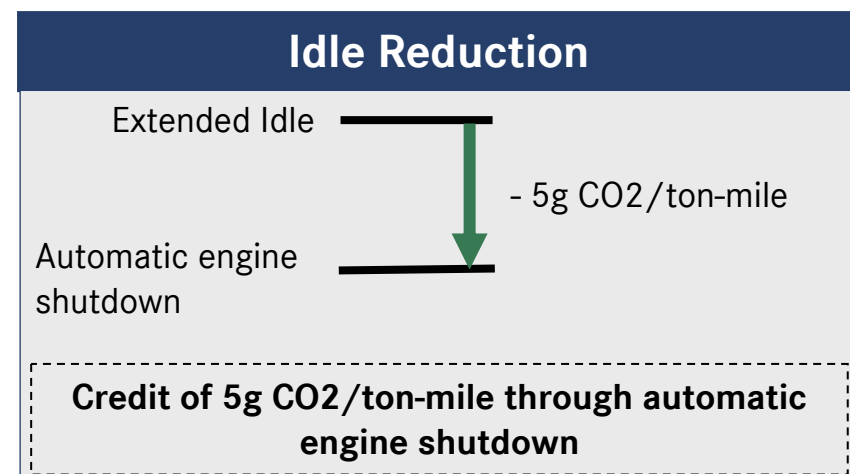 Idle Reduction
Extended Idle
- 5g CO2/ton-mile
Automatic engine
shutdown
Credit of 5g CO2/ton-mile through automatic
engine shutdown